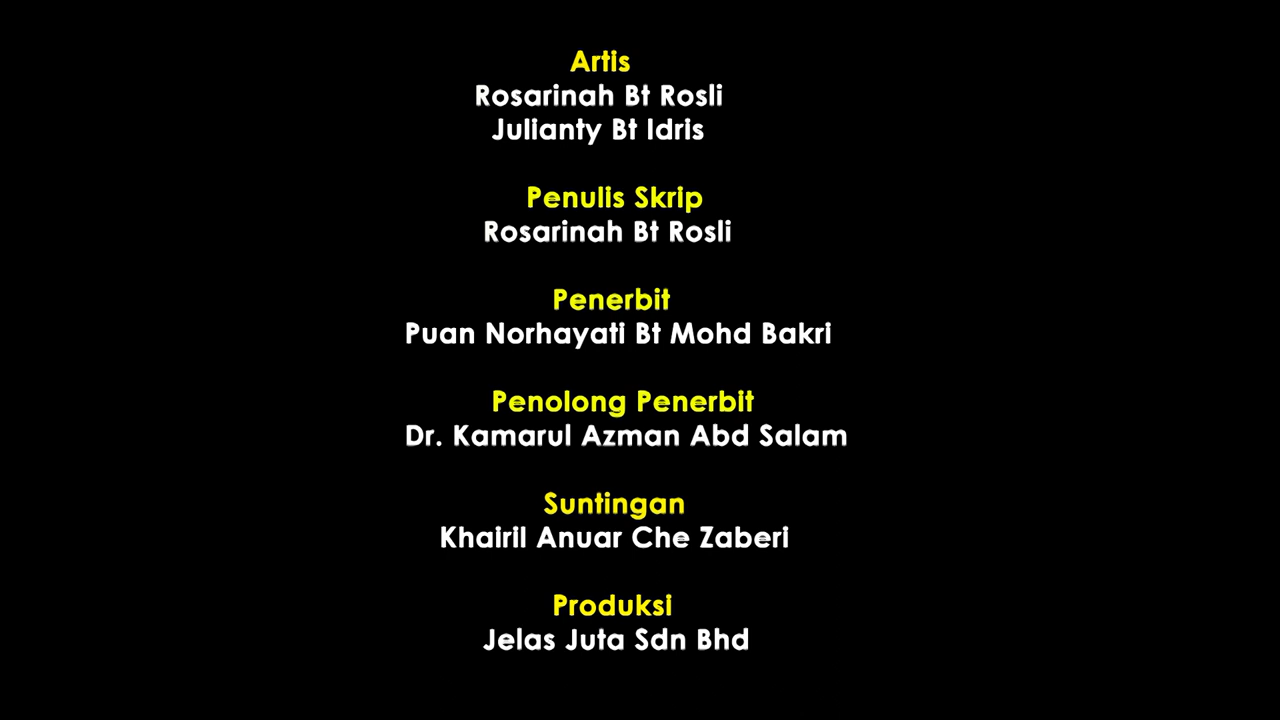 Artis
Rosarinah Bt Rosli
Julianty Bt Idris
Penulis Skrip
Rosarinah Bt Rosli
Penerbit
Puan Norhayati Bt Mohd Bakri
Penolong Penerbit
Dr. Kamarul Azman Abd Salam
Suntingan
Khairil Anuar Che Zaberi
Produksi
Jelas Juta Sdn Bhd